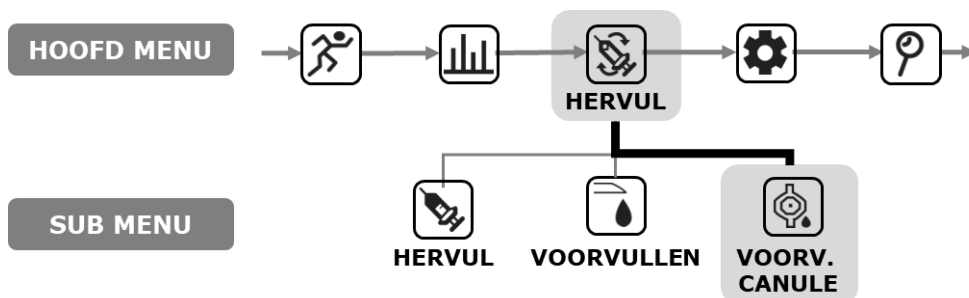 HOOFD MENU
HERVUL
SUB MENU
HERVUL
VOORVULLEN
VOORV.
CANULE